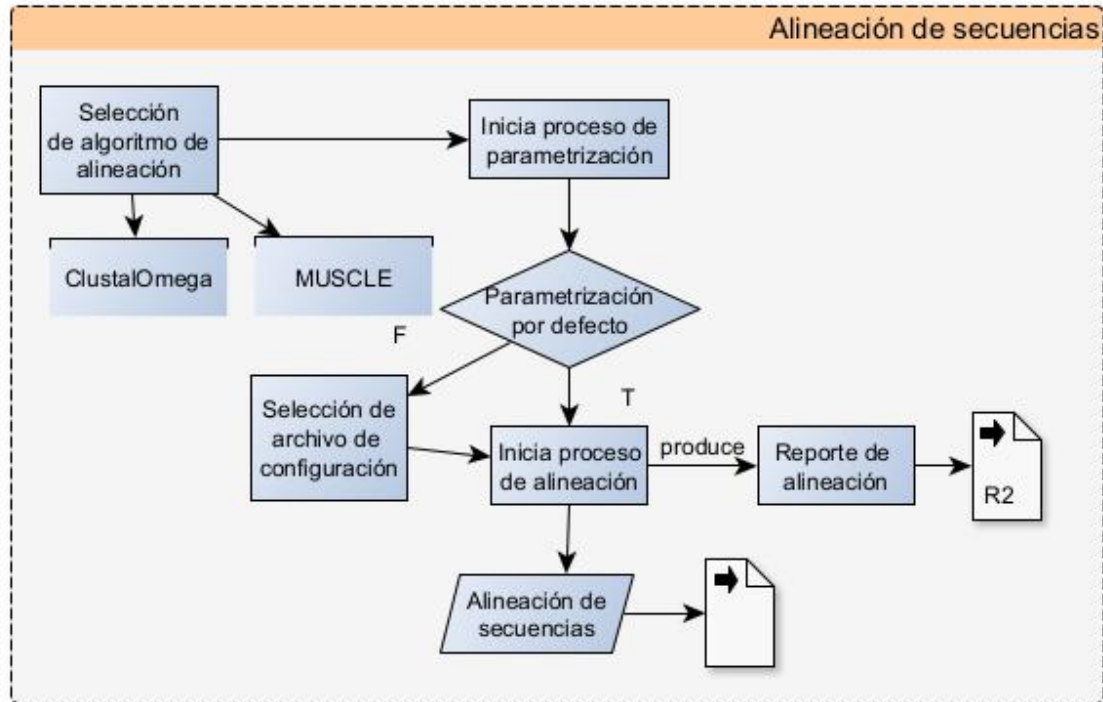 Alineación de secuencias
Selección
de algoritmo de
alineación
Inicia proceso de
parametrización
ClustalOmega
MUSCLE
Parametrización
por defecto
F
T
Selección de
archivo de
configuración
Inicia proceso
de alineación
produce
Reporte de
alineación
R2
Alineación de
secuencias